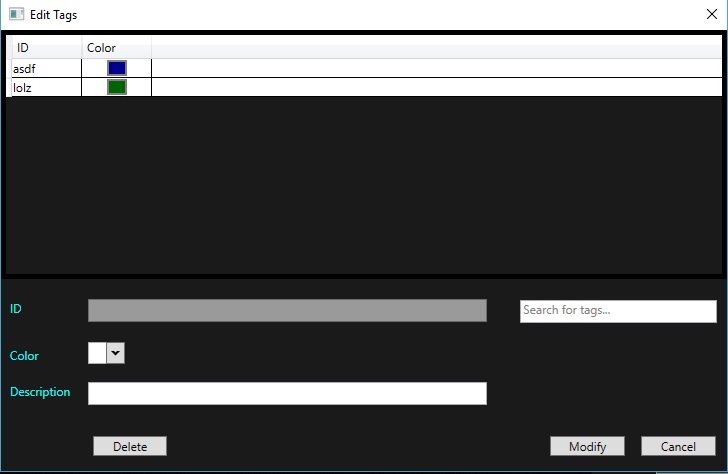 Edit Tags
ID Color
asdf
lolz
ID
Search for tags...
Color
Description
Delete Modify Cancel